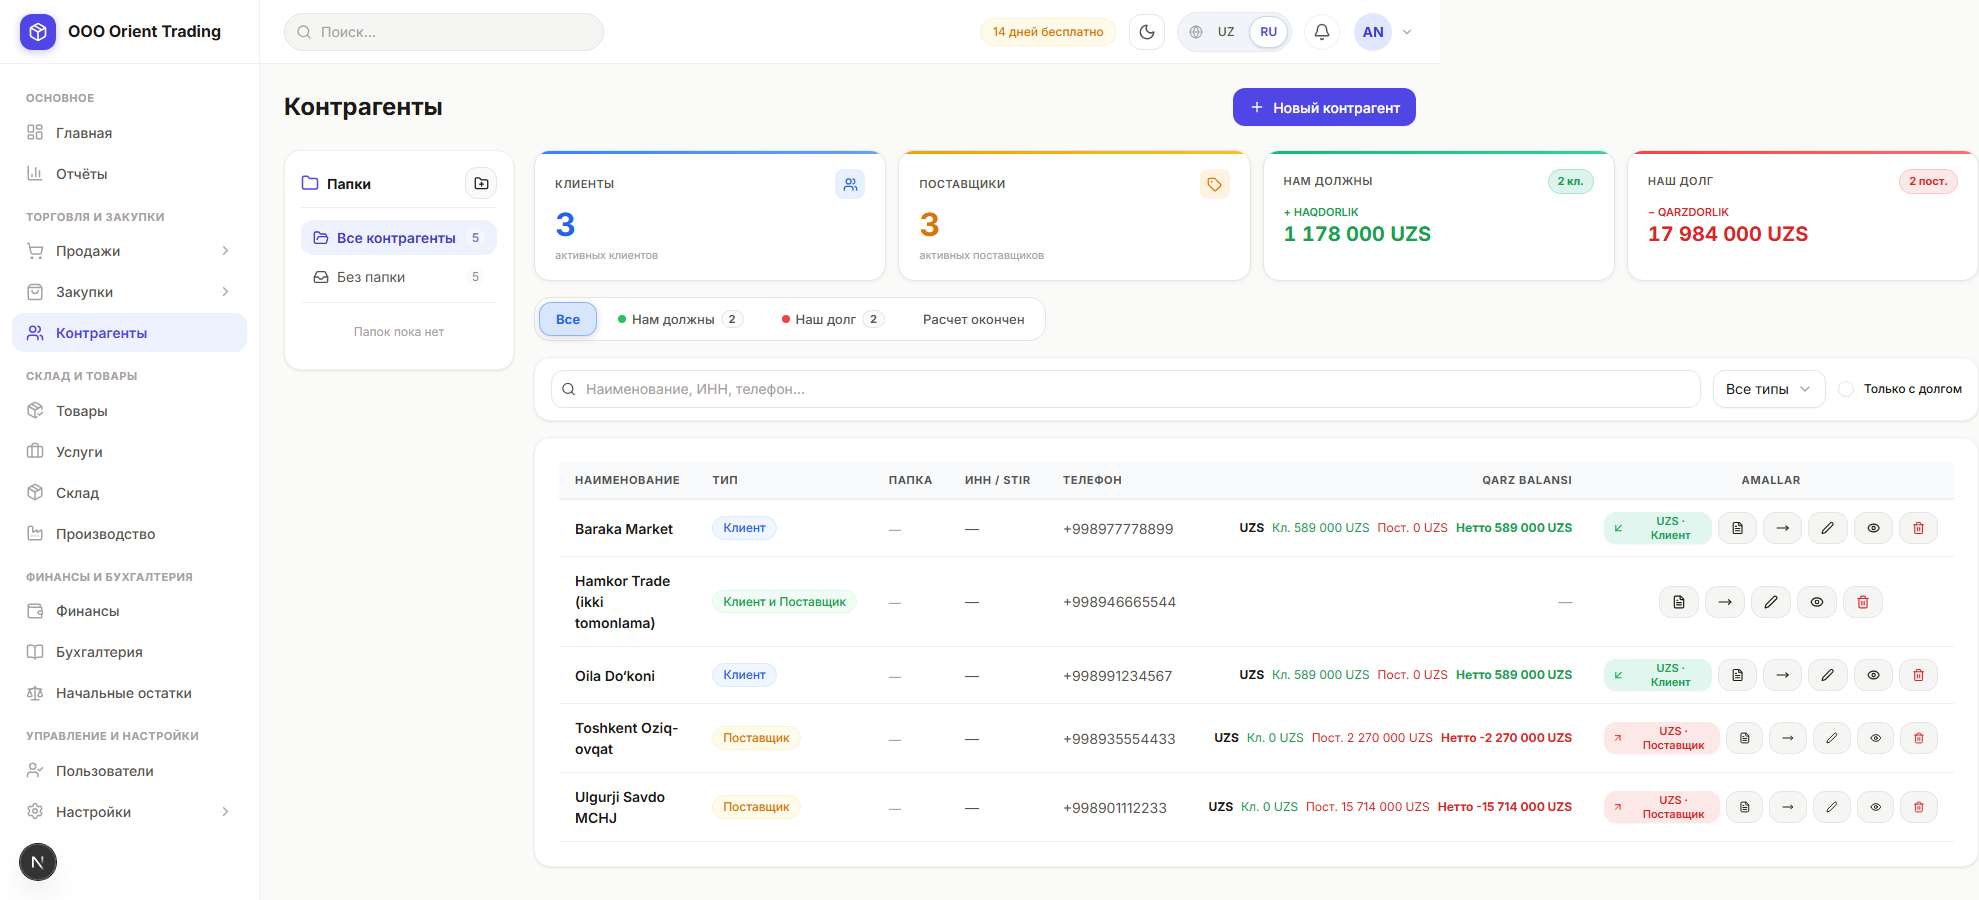 ООО Orient Trading
Поиск...
14 дней бесплатно
UZ
RU
AN
ОСНОВНОЕ
Главная
Отчёты
ТОРГОВЛЯ И ЗАКУПКИ
Продажи
Закупки
Контрагенты
СКЛАД И ТОВАРЫ
Товары
Услуги
Склад
Производство
ФИНАНСЫ И БУХГАЛТЕРИЯ
Финансы
Бухгалтерия
Начальные остатки
УПРАВЛЕНИЕ И НАСТРОЙКИ
Пользователи
Настройки
N
Контрагенты
+ Новый контрагент
Папки
Все контрагенты 5
Без папки 5
Папок пока нет
КЛИЕНТЫ
3
активных клиентов
ПОСТАВЩИКИ
3
активных поставщиков
НАМ ДОЛЖНЫ 2 кл.
+ HAQDORLIK
1 178 000 UZS
НАШ ДОЛГ 2 пост.
− QARZDORLIK
17 984 000 UZS
Все Нам должны 2 Наш долг 2 Расчет окончен
Наименование, ИНН, телефон... Все типы Только с долгом
НАИМЕНОВАНИЕ ТИП ПАПКА ИНН / STIR ТЕЛЕФОН QARZ BALANSI AMALLAR
Baraka Market Клиент — — +998977778899 UZS Кл. 589 000 UZS Пост. 0 UZS Нетто 589 000 UZS UZS · Клиент
Hamkor Trade (ikki tomonlama) Клиент и Поставщик — — +998946665544 —
Oila Do‘koni Клиент — — +998991234567 UZS Кл. 589 000 UZS Пост. 0 UZS Нетто 589 000 UZS UZS · Клиент
Toshkent Oziq-ovqat Поставщик — — +998935554433 UZS Кл. 0 UZS Пост. 2 270 000 UZS Нетто -2 270 000 UZS UZS · Поставщик
Ulgurji Savdo MCHJ Поставщик — — +998901112233 UZS Кл. 0 UZS Пост. 15 714 000 UZS Нетто -15 714 000 UZS UZS · Поставщик